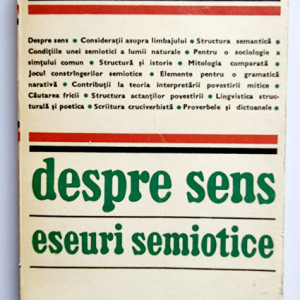 Despre sens • Considerații asupra limbajului • Structura semantică •
Condițiile unei semiotici a lumii naturale • Pentru o sociologie a
simțului comun • Structură și istorie • Mitologia comparată •
Jocul constrîngerilor semiotice • Elemente pentru o gramatică
narativă • Contribuții la teoria interpretării povestirii mitice •
Căutarea fricii • Structura actanților povestirii • Lingvistica struc-
turală și poetica • Scriitura cruciverbistă • Proverbele și dictoanele •
despre sens
eseuri semiotice